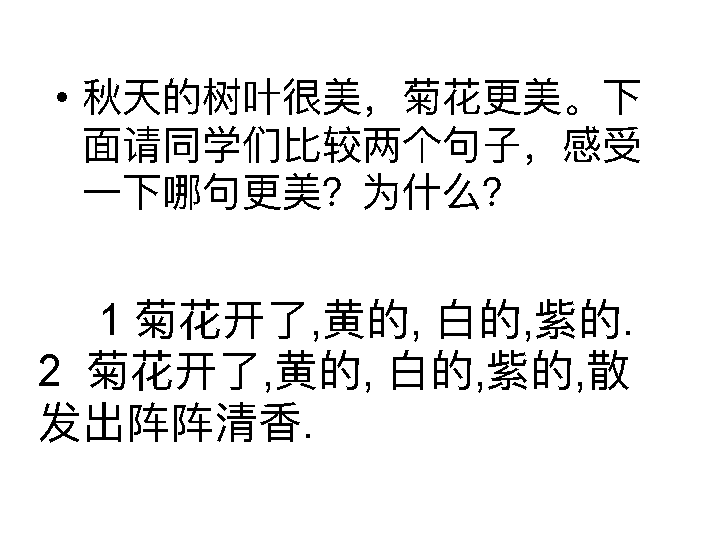 • 秋天的树叶很美，菊花更美。下
面请同学们比较两个句子，感受
一下哪句更美？为什么？
1 菊花开了,黄的, 白的,紫的.
2 菊花开了,黄的, 白的,紫的,散
发出阵阵清香.